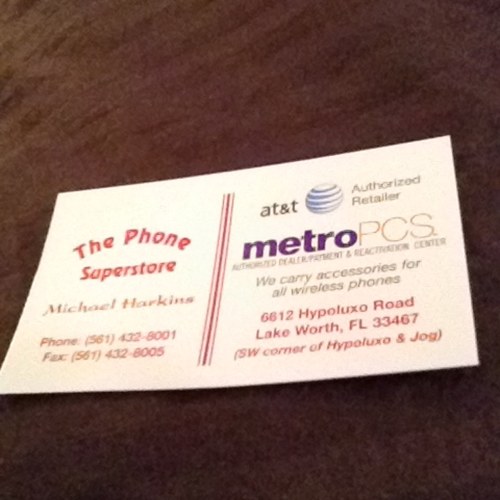 The Phone
Superstore
Michael Harkins
Phone: (561) 432-8001
Fax: (561) 432-8005
at&t
Authorized
Retailer
metroPCS.
AUTHORIZED DEALER/PAYMENT & REACTIVATION CENTER
We carry accessories for
all wireless phones
6612 Hypoluxo Road
Lake Worth, FL 33467
(SW corner of Hypoluxo & Jog)